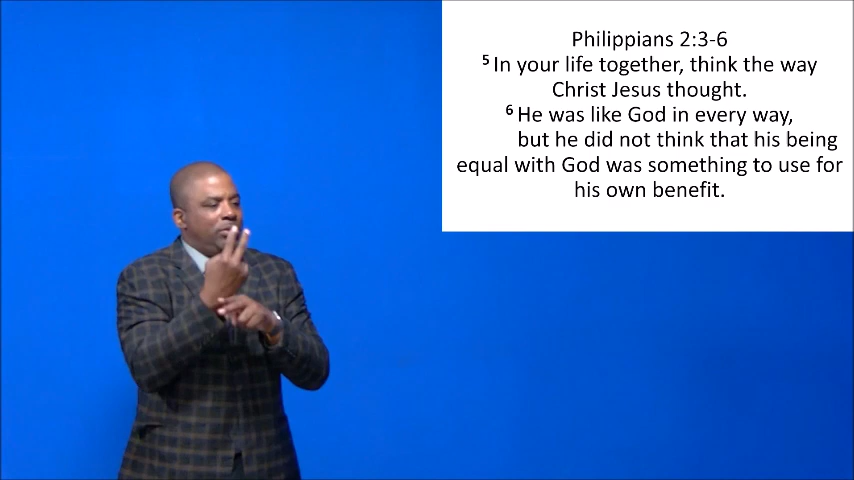 Philippians 2:3-6
⁵ In your life together, think the way
Christ Jesus thought.
⁶ He was like God in every way,
but he did not think that his being
equal with God was something to use for
his own benefit.